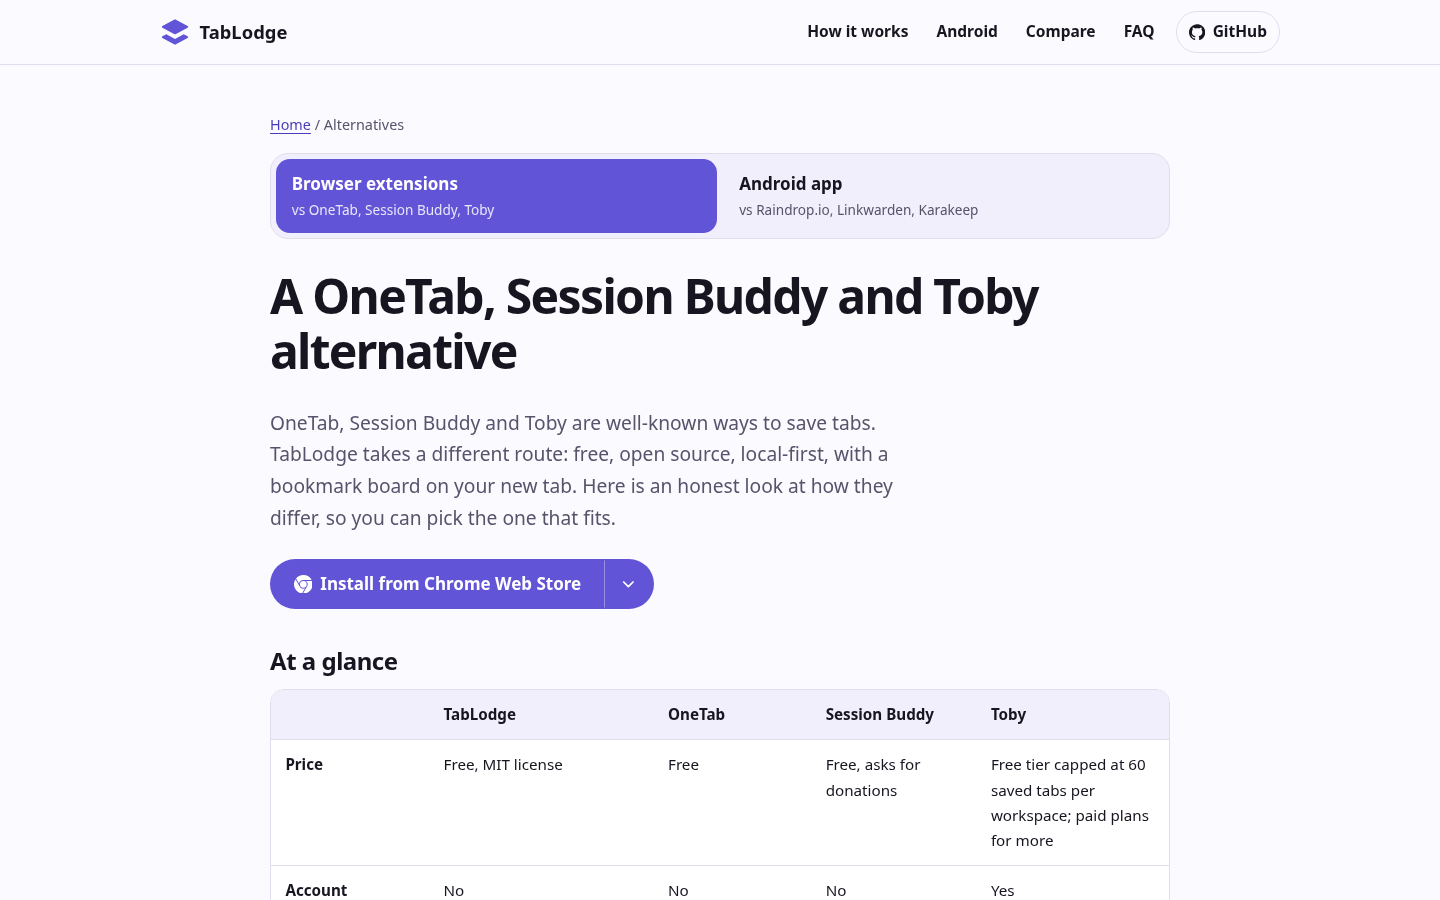 TabLodge
How it works
Android
Compare
FAQ
GitHub
Home / Alternatives
Browser extensions
vs OneTab, Session Buddy, Toby
Android app
vs Raindrop.io, Linkwarden, Karakeep
A OneTab, Session Buddy and Toby
alternative
OneTab, Session Buddy and Toby are well-known ways to save tabs.
TabLodge takes a different route: free, open source, local-first, with a
bookmark board on your new tab. Here is an honest look at how they
differ, so you can pick the one that fits.
Install from Chrome Web Store
At a glance
TabLodge OneTab Session Buddy Toby
Price Free, MIT license Free Free, asks for Free tier capped at 60
donations saved tabs per
workspace; paid plans
for more
Account No No No Yes